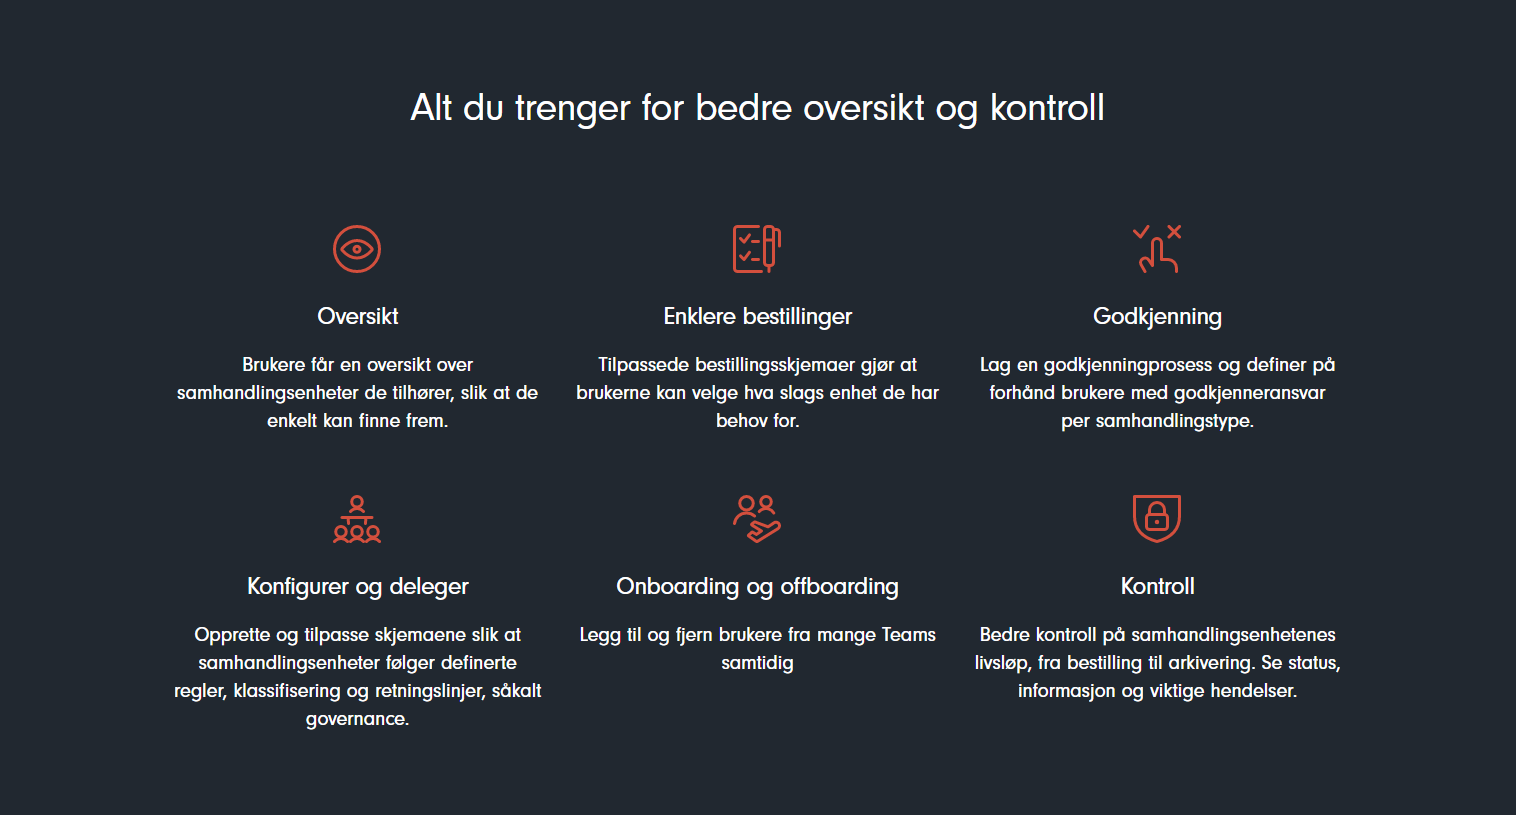 Alt du trenger for bedre oversikt og kontroll
Oversikt
Brukere får en oversikt over
samhandlingsenheter de tilhører, slik at de
enkelt kan finne frem.
Enklere bestillinger
Tilpassede bestillingsskjemaer gjør at
brukerne kan velge hva slags enhet de har
behov for.
Godkjenning
Lag en godkjenningprosess og definer på
forhånd brukere med godkjenneransvar
per samhandlingstype.
Konfigurer og deleger
Opprette og tilpasse skjemaene slik at
samhandlingsenheter følger definerte
regler, klassifisering og retningslinjer, såkalt
governance.
Onboarding og offboarding
Legg til og fjern brukere fra mange Teams
samtidig
Kontroll
Bedre kontroll på samhandlingsenhetenes
livsløp, fra bestilling til arkivering. Se status,
informasjon og viktige hendelser.